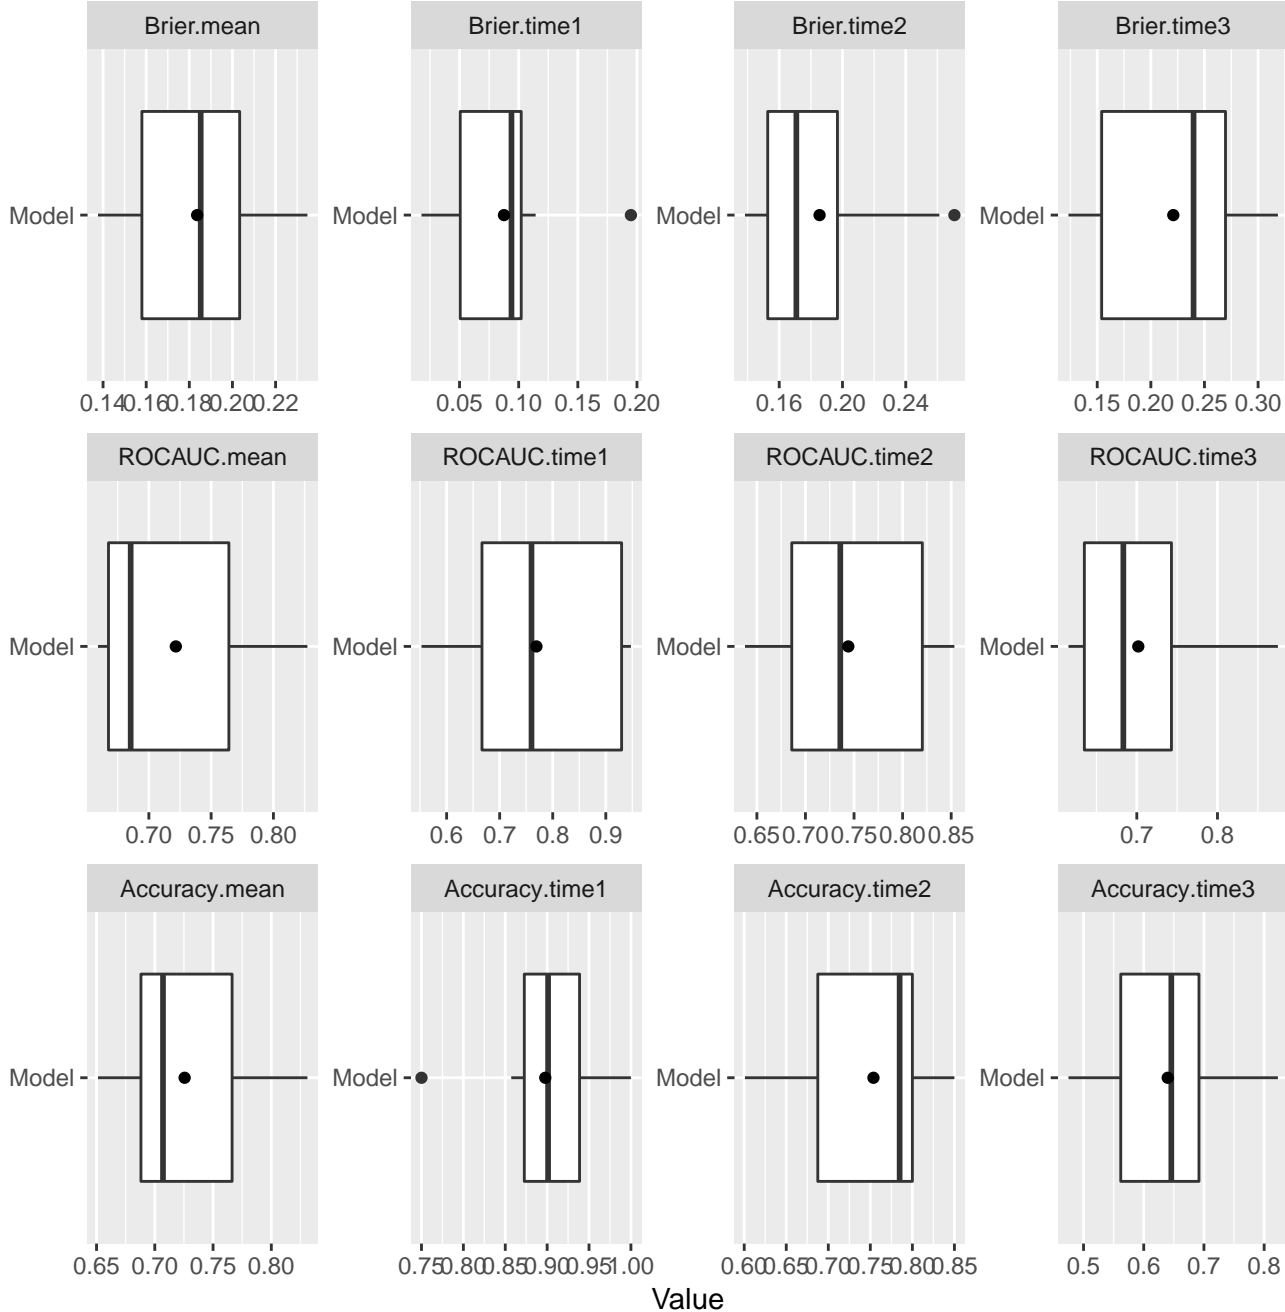 Brier.mean Brier.time1 Brier.time2 Brier.time3
Model Model Model Model
0.14 0.16 0.18 0.20 0.22 0.05 0.10 0.15 0.20 0.16 0.20 0.24 0.15 0.20 0.25 0.30
ROCAUC.mean ROCAUC.time1 ROCAUC.time2 ROCAUC.time3
Model Model Model Model
0.70 0.75 0.80 0.6 0.7 0.8 0.9 0.65 0.70 0.75 0.80 0.85 0.7 0.8
Accuracy.mean Accuracy.time1 Accuracy.time2 Accuracy.time3
Model Model Model Model
0.65 0.70 0.75 0.80 0.75 0.80 0.85 0.90 0.95 1.00 0.60 0.65 0.70 0.75 0.80 0.85 0.5 0.6 0.7 0.8
Value